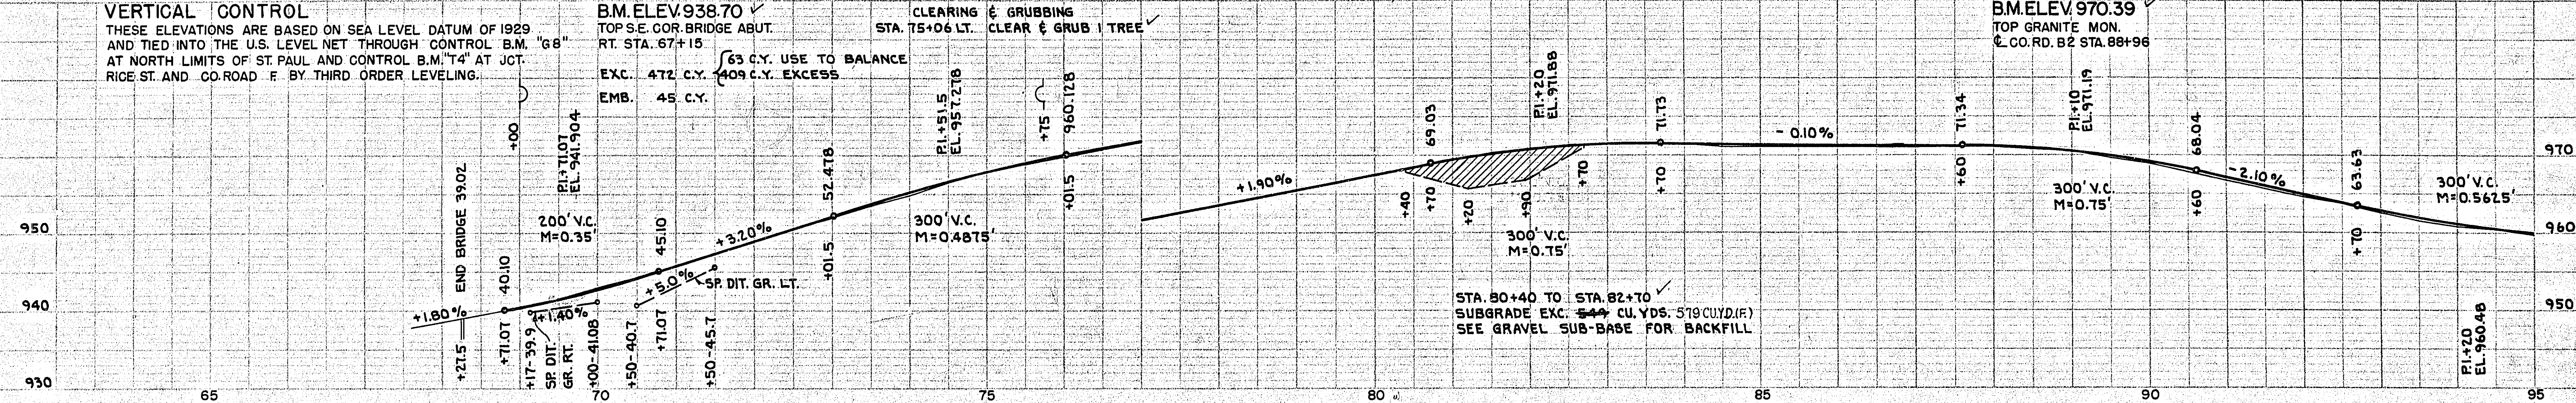 VERTICAL CONTROL
THESE ELEVATIONS ARE BASED ON SEA LEVEL DATUM OF 1929
AND TIED INTO THE U.S. LEVEL NET THROUGH CONTROL B.M. "G8"
AT NORTH LIMITS OF ST. PAUL AND CONTROL B.M. "T4" AT JCT.
RICE ST. AND CO. ROAD F BY THIRD ORDER LEVELING.
B.M. ELEV. 938.70 ✓
TOP S.E. COR. BRIDGE ABUT.
RT. STA. 67+15
EXC. 472 C.Y.
63 C.Y. USE TO BALANCE
409 C.Y. EXCESS
EMB. 45 C.Y.
CLEARING & GRUBBING
STA. 75+06 LT. CLEAR & GRUB 1 TREE ✓
B.M. ELEV. 970.39 ✓
TOP GRANITE MON.
℄ CO. RD. B2 STA. 88+96
950
940
930
+1.80%
+27.5 = END BRIDGE 39.02
40.10
+71.07
+00
P.I.+71.07
EL. 941.904
200' V.C.
M=0.35'
+17-39.9
+1.40%
SP. DIT.
GR. RT.
+00-41.08
+50-40.7
45.10
+71.07
+5.0%
+50-45.7
SP. DIT. GR. LT.
+3.20%
52.478
+01.5
P.I.+51.5
EL. 957.278
300' V.C.
M=0.4875'
+75
960.128
+01.5
+1.90%
+40
69.03
+70
+20
+90
P.I.+20
EL. 971.88
300' V.C.
M=0.75'
+70
71.73
+70
- 0.10%
71.34
+60
P.I.+10
EL. 971.19
300' V.C.
M=0.75'
68.04
+60
-2.10%
63.63
+70
300' V.C.
M=0.5625'
P.I.+20
EL. 960.48
STA. 80+40 TO STA. 82+70 ✓
SUBGRADE EXC. 549 CU. YDS. 579 CU.YD.(F.)
SEE GRAVEL SUB-BASE FOR BACKFILL
970
960
950
65
70
75
80
85
90
95